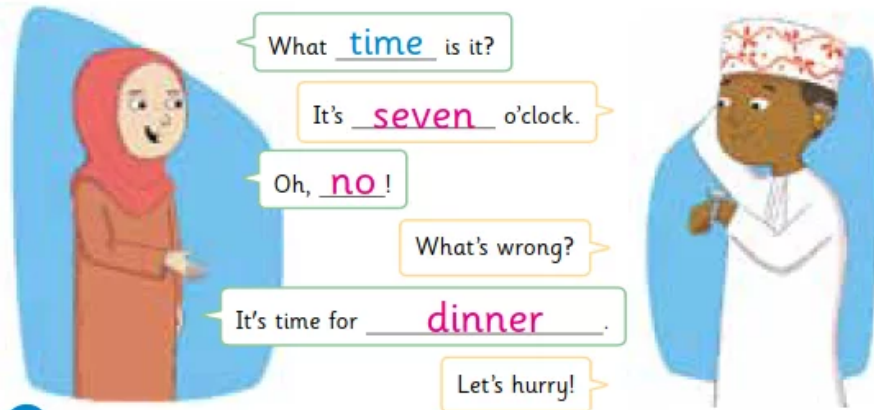 What time is it?
It's seven o'clock.
Oh, no!
What's wrong?
It's time for dinner.
Let's hurry!